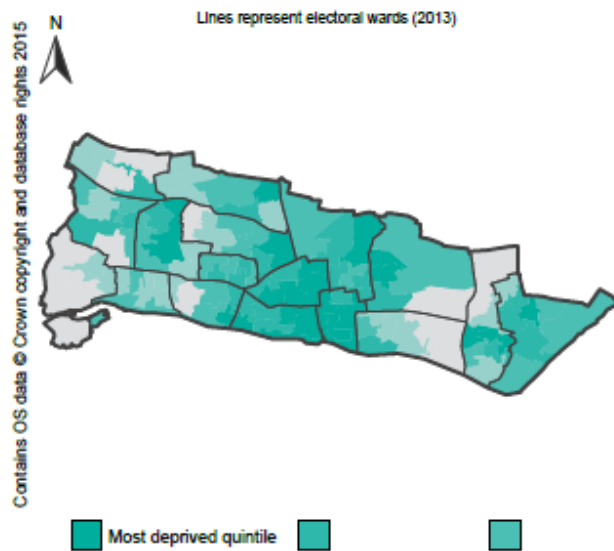 Lines represent electoral wards (2013)
N
Contains OS data © Crown copyright and database rights 2015
Most deprived quintile